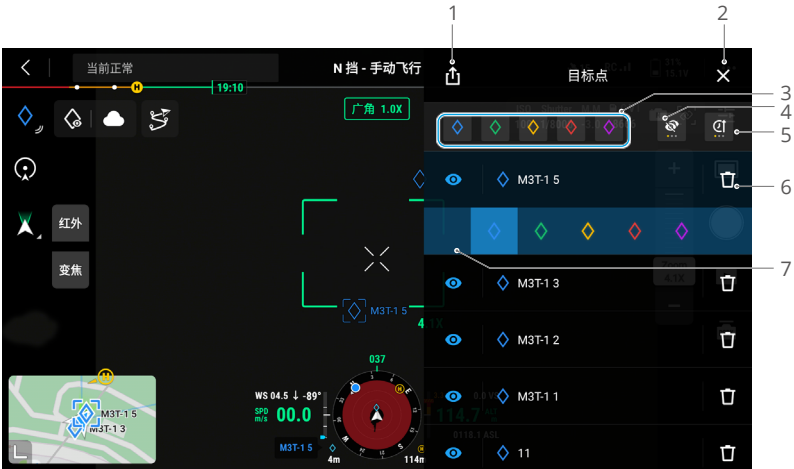 1
2
当前正常
N 挡 - 手动飞行
目标点
19:10
3
广角 1.0X
4
5
M3T-1 5
6
红外
变焦
7
M3T-1 3
M3T-1 5
4.1X
M3T-1 2
037
WS 04.5 ↓ -89°
SPD
m/s
00.0
M3T-1 1
114.7
M3T-1 5
M3T-1 3
M3T-1 5
4m
114m
11